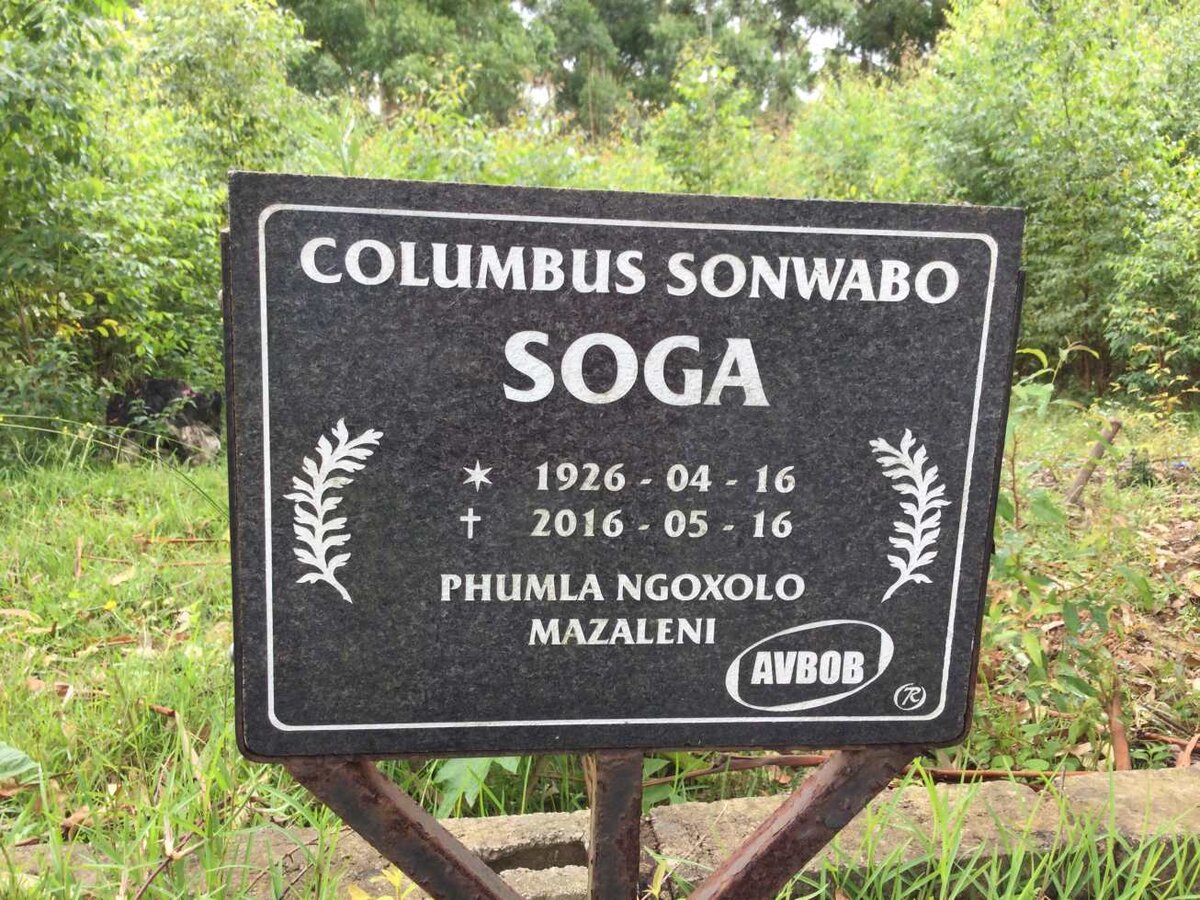 COLUMBUS SONWABO
SOGA
✶ 1926 - 04 - 16
✝ 2016 - 05 - 16
PHUMLA NGOXOLO
MAZALENI
AVBOB